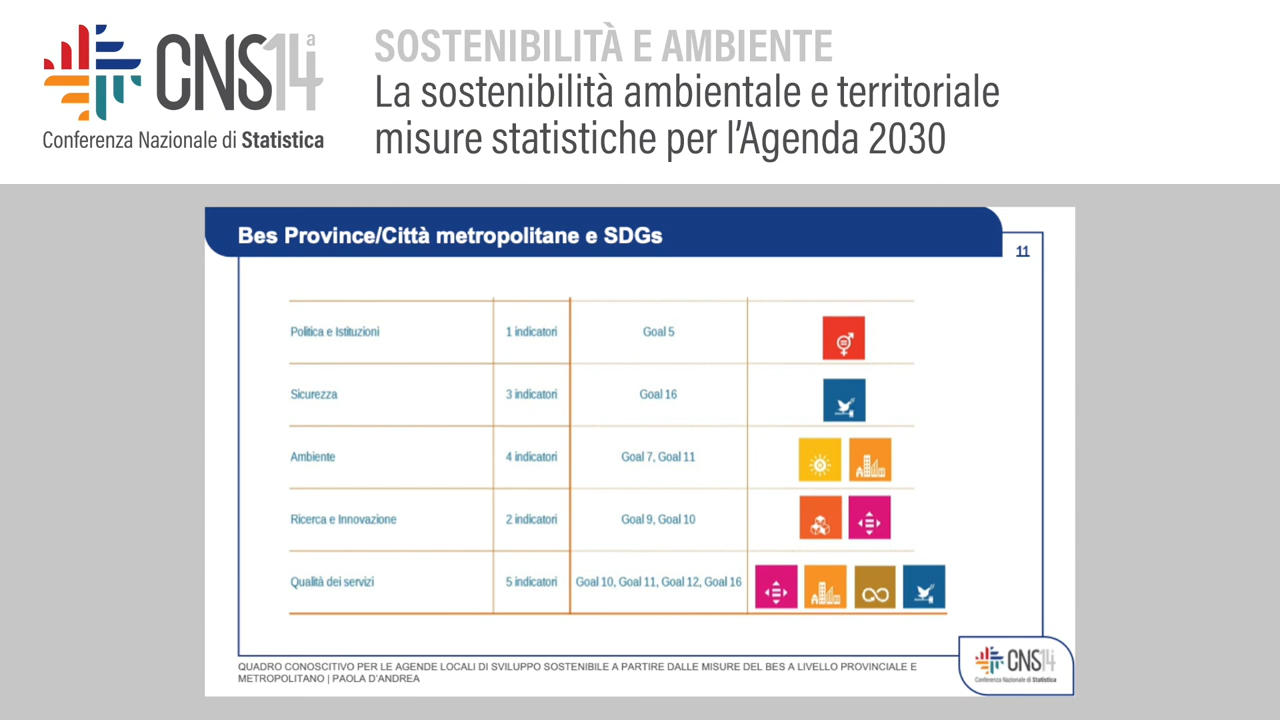 CNS14a
Conferenza Nazionale di Statistica
SOSTENIBILITÀ E AMBIENTE
La sostenibilità ambientale e territoriale
misure statistiche per l’Agenda 2030
Bes Province/Città metropolitane e SDGs
11
Politica e Istituzioni 1 indicatori Goal 5
Sicurezza 3 indicatori Goal 16
Ambiente 4 indicatori Goal 7, Goal 11
Ricerca e Innovazione 2 indicatori Goal 9, Goal 10
Qualità dei servizi 5 indicatori Goal 10, Goal 11, Goal 12, Goal 16
QUADRO CONOSCITIVO PER LE AGENDE LOCALI DI SVILUPPO SOSTENIBILE A PARTIRE DALLE MISURE DEL BES A LIVELLO PROVINCIALE E
METROPOLITANO | PAOLA D’ANDREA
CNS14
Conferenza Nazionale di Statistica